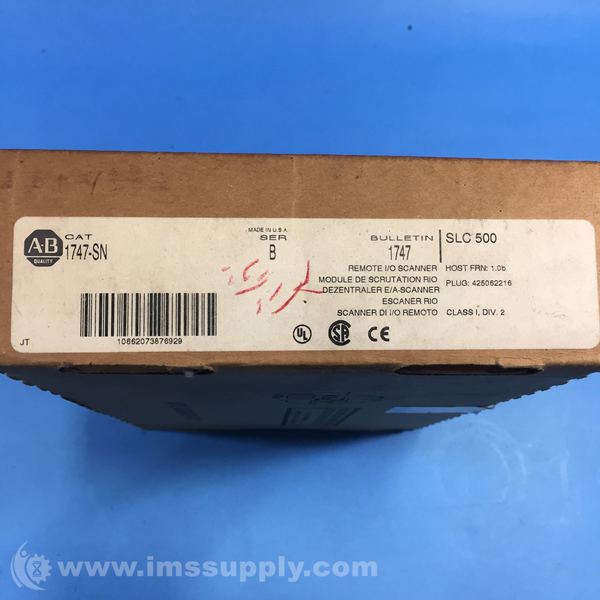 A-B
QUALITY
CAT
1747-SN
MADE IN U.S.A.
SER
B
BULLETIN
1747
SLC 500
REMOTE I/O SCANNER
MODULE DE SCRUTATION RIO
DEZENTRALER E/A-SCANNER
ESCANER RIO
SCANNER DI I/O REMOTO
HOST FRN: 1.0b
PLUG: 425062216
CLASS I, DIV. 2
JT
10662073876929
UL
SA
CE
www.imssupply.com